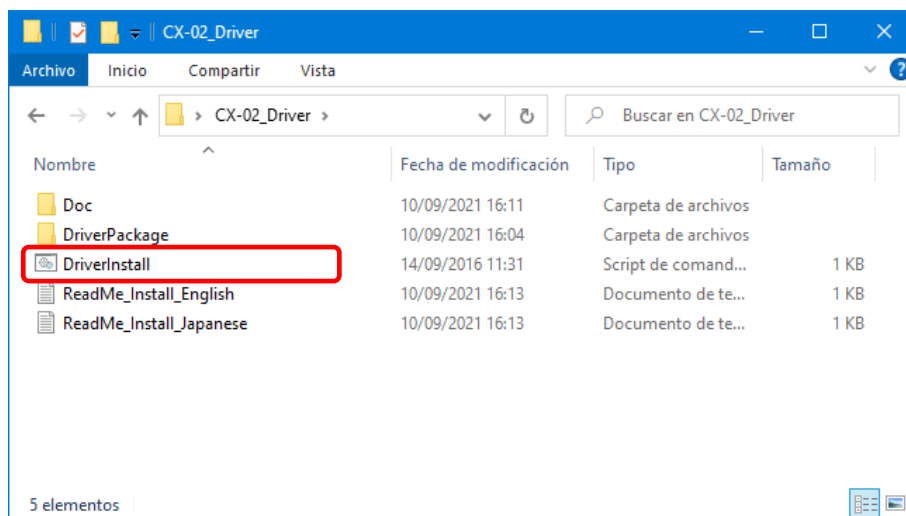 CX-02_Driver
Archivo Inicio Compartir Vista
CX-02_Driver Buscar en CX-02_Driver
Nombre Fecha de modificación Tipo Tamaño
Doc 10/09/2021 16:11 Carpeta de archivos
DriverPackage 10/09/2021 16:04 Carpeta de archivos
DriverInstall 14/09/2016 11:31 Script de comand... 1 KB
ReadMe_Install_English 10/09/2021 16:13 Documento de te... 1 KB
ReadMe_Install_Japanese 10/09/2021 16:13 Documento de te... 1 KB
5 elementos